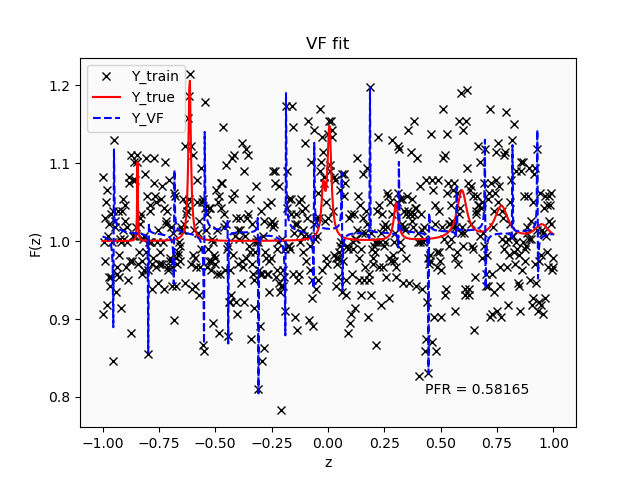 VF fit
Y_train
Y_true
Y_VF
F(z)
1.2
1.1
1.0
0.9
0.8
PFR = 0.58165
−1.00 −0.75 −0.50 −0.25 0.00 0.25 0.50 0.75 1.00
z